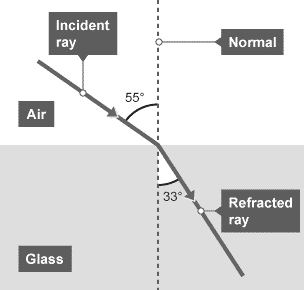 Incident
ray
Normal
55°
Air
33°
Refracted
ray
Glass